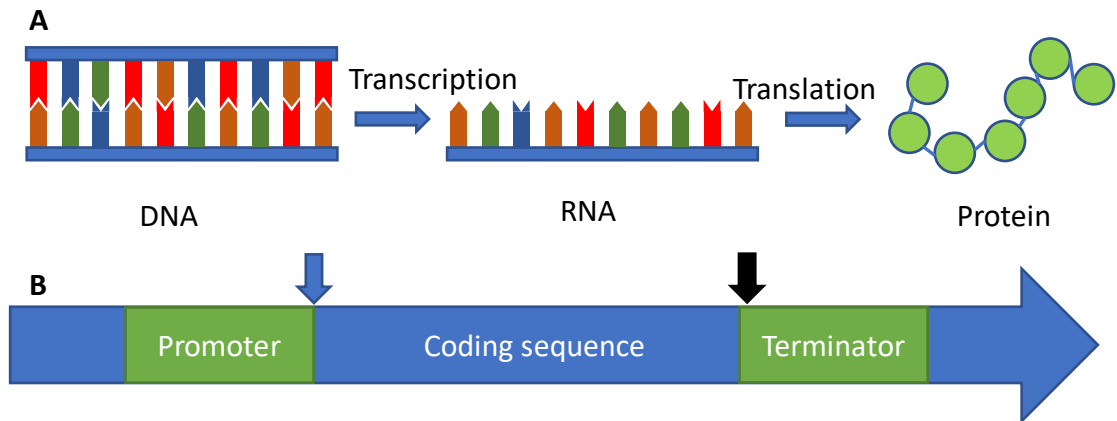 A
Transcription
Translation
DNA
RNA
Protein
B
Promoter
Coding sequence
Terminator